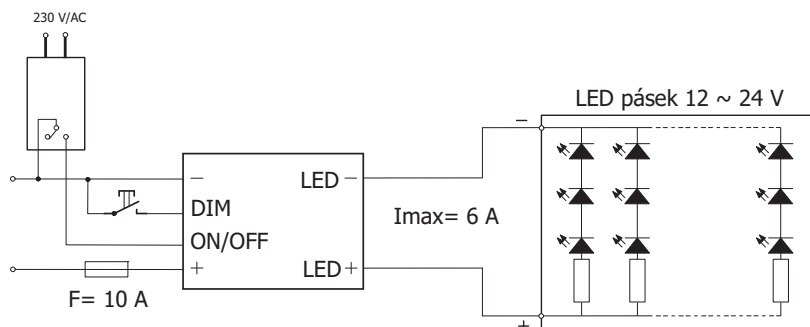 230 V/AC
LED pásek 12 ~ 24 V
−
− LED −
DIM
Imax= 6 A
ON/OFF
+ LED +
F= 10 A
+